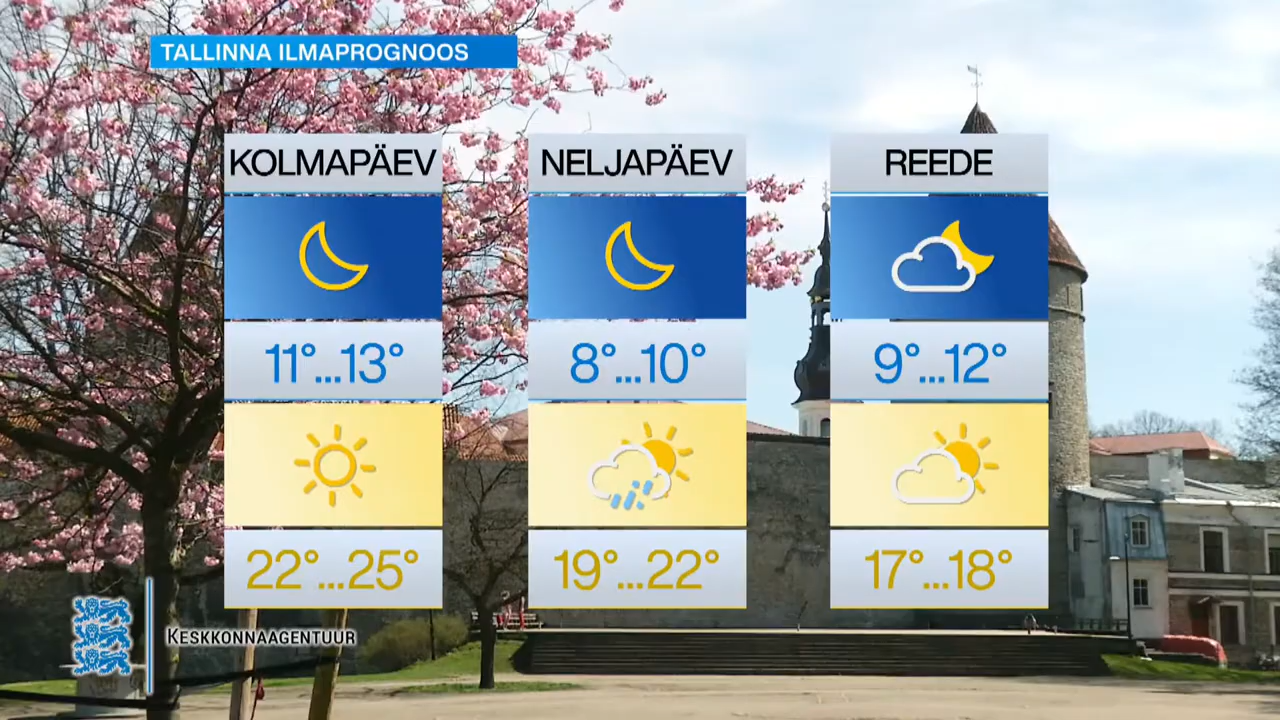 TALLINNA ILMAPROGNOOS
KOLMAPÄEV
11°...13°
22°...25°
NELJAPÄEV
8°...10°
19°...22°
REEDE
9°...12°
17°...18°
KESKKONNAAGENTUUR